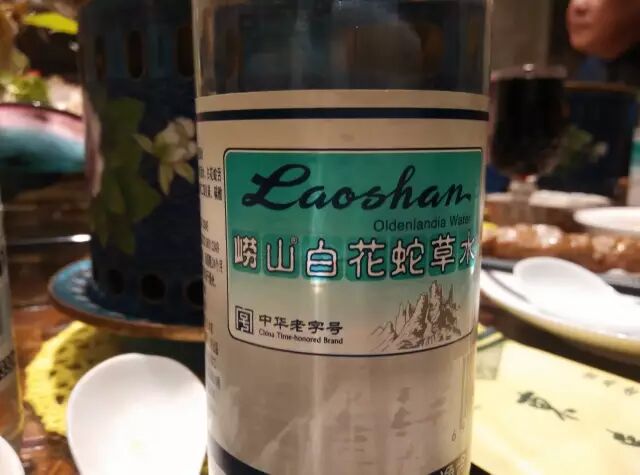 Laoshan
Oldenlandia Water
崂山白花蛇草水
中华老字号
China Time-honored Brand